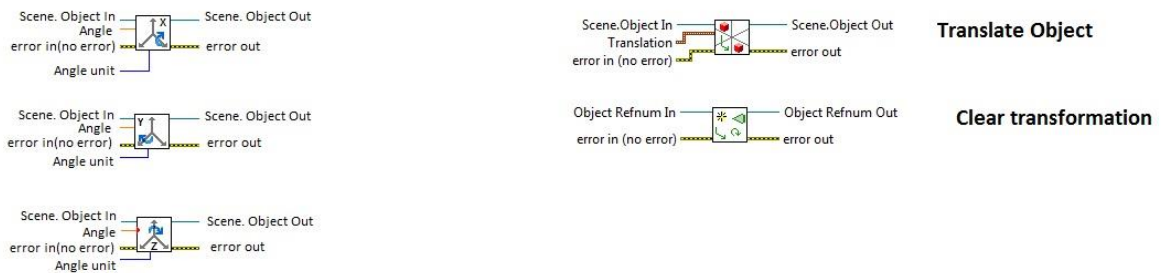 Scene. Object In
Scene. Object Out
Angle
error in(no error)
error out
Angle unit
X
Scene. Object In
Scene. Object Out
Angle
error in(no error)
error out
Angle unit
Y
Scene. Object In
Scene. Object Out
Angle
error in(no error)
error out
Angle unit
Z
Scene.Object In
Scene.Object Out
Translation
error in (no error)
error out
Translate Object
Object Refnum In
Object Refnum Out
error in (no error)
error out
Clear transformation